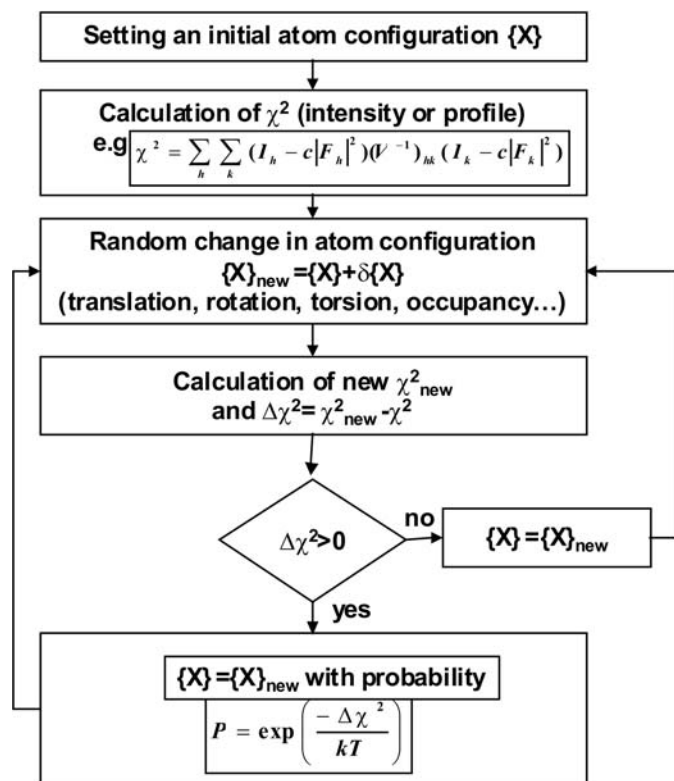 Setting an initial atom configuration {X}
Calculation of χ² (intensity or profile)
e.g χ² = ∑_h ∑_k (I_h - c|F_h|²)(V⁻¹)_hk (I_k - c|F_k|²)
Random change in atom configuration
{X}_new={X}+δ{X}
(translation, rotation, torsion, occupancy…)
Calculation of new χ²_new
and Δχ²= χ²_new-χ²
Δχ²>0
no
{X}={X}_new
yes
{X}={X}_new with probability
P = exp(-Δχ²/kT)